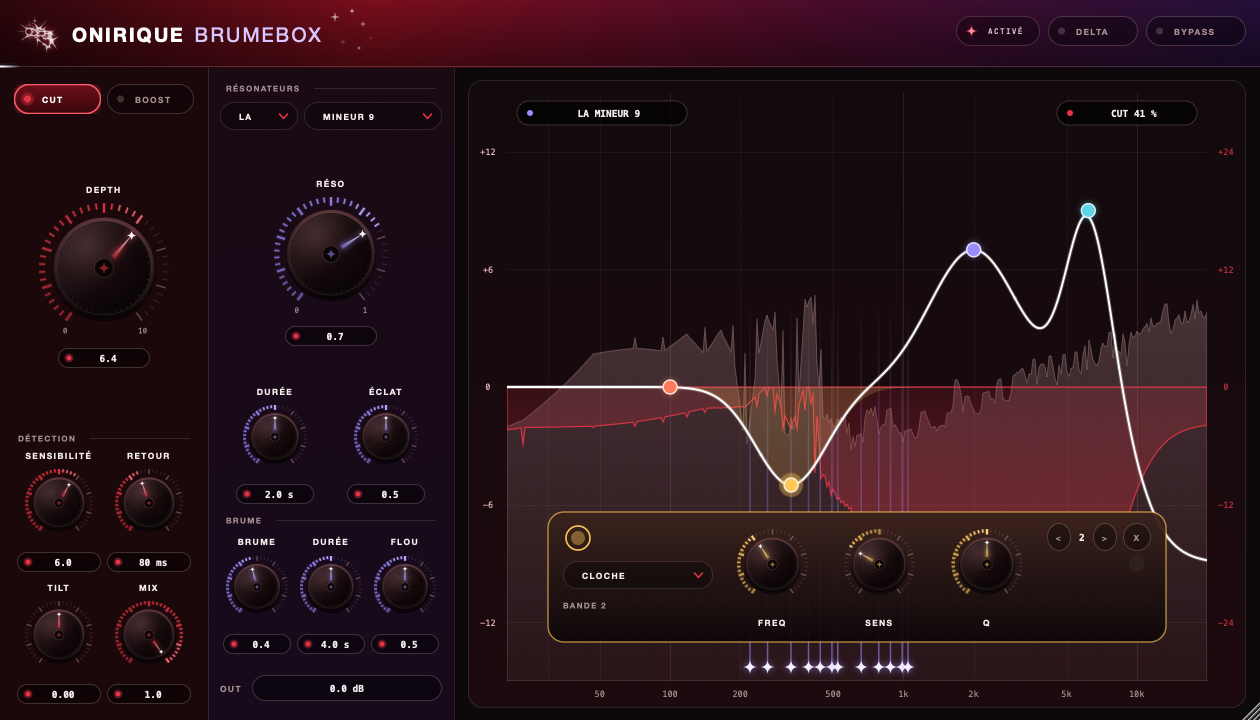 ONIRIQUE BRUMEBOX
ACTIVÉ
DELTA
BYPASS
CUT
BOOST
DEPTH
0
10
6.4
DÉTECTION
SENSIBILITÉ
RETOUR
6.0
80 ms
TILT
MIX
0.00
1.0
RÉSONATEURS
LA
MINEUR 9
RÉSO
0
1
0.7
DURÉE
ÉCLAT
2.0 s
0.5
BRUME
BRUME
DURÉE
FLOU
0.4
4.0 s
0.5
OUT
0.0 dB
LA MINEUR 9
CUT 41 %
+12
+24
+6
+12
0
0
−6
−12
−12
−24
CLOCHE
BANDE 2
FREQ
SENS
Q
<
2
>
X
50
100
200
500
1k
2k
5k
10k